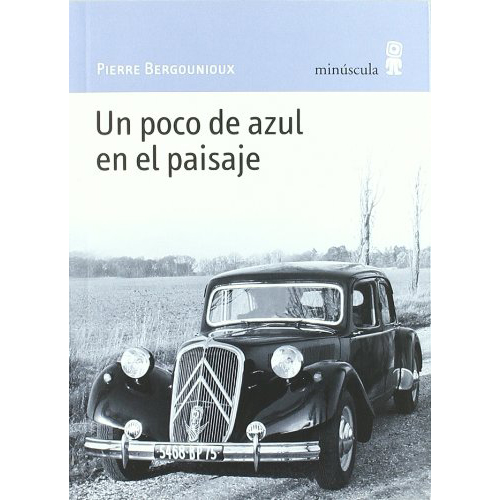 PIERRE BERGOUNIOUX
minúscula
Un poco de azul
en el paisaje
5468 BP 75